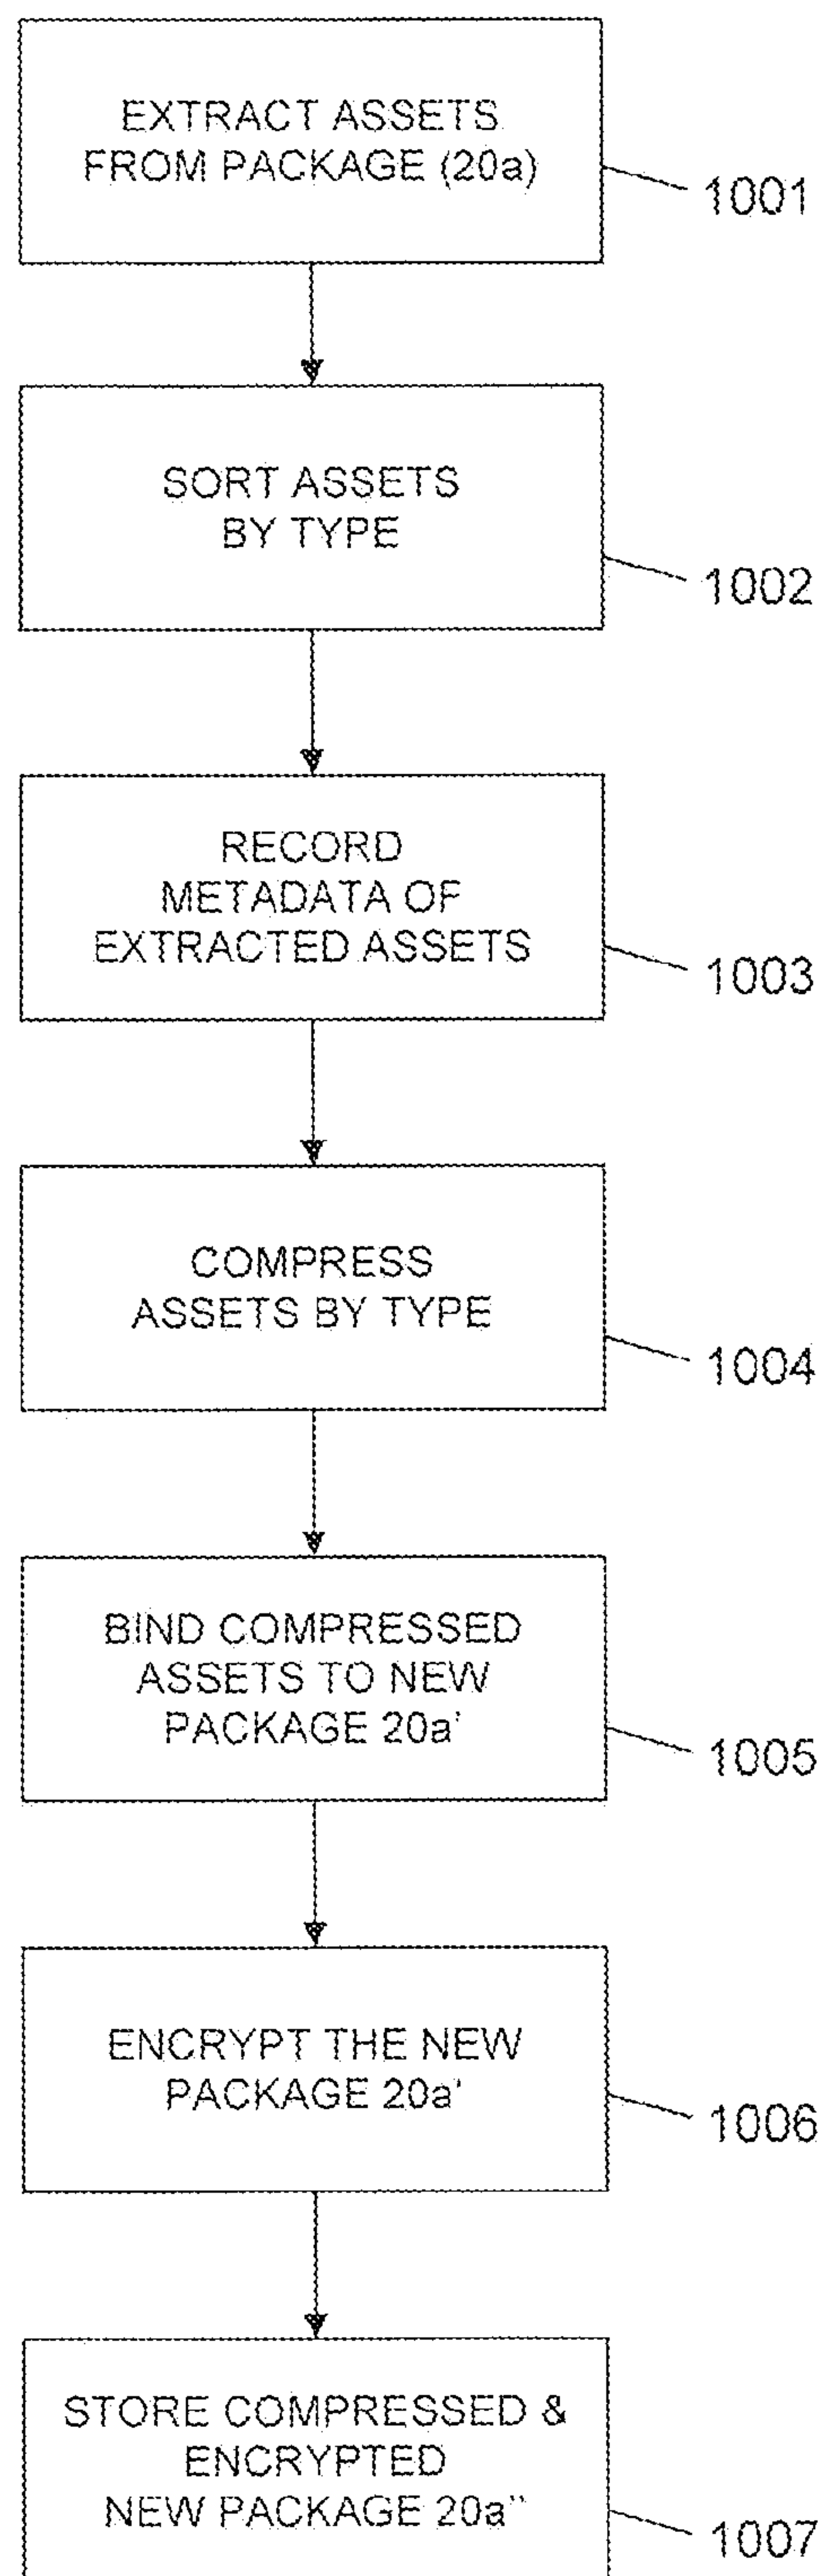 EXTRACT ASSETS
FROM PACKAGE (20a)
1001
SORT ASSETS
BY TYPE
1002
RECORD
METADATA OF
EXTRACTED ASSETS
1003
COMPRESS
ASSETS BY TYPE
1004
BIND COMPRESSED
ASSETS TO NEW
PACKAGE 20a'
1005
ENCRYPT THE NEW
PACKAGE 20a'
1006
STORE COMPRESSED &
ENCRYPTED
NEW PACKAGE 20a"
1007